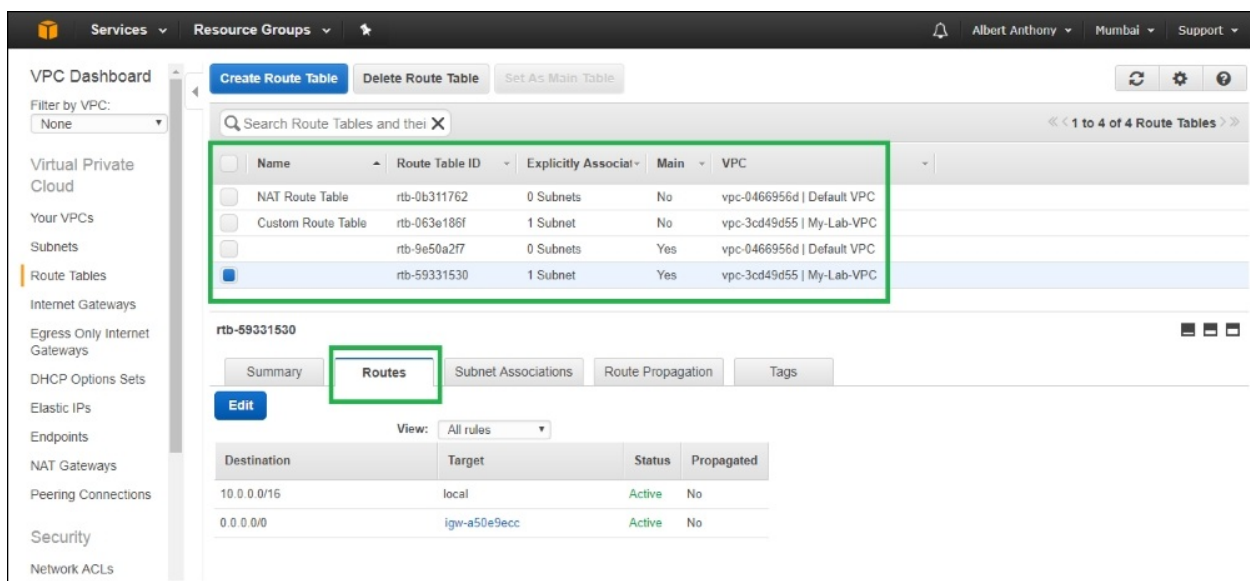 Services Resource Groups Albert Anthony Mumbai Support
VPC Dashboard
Filter by VPC:
None
Virtual Private
Cloud
Your VPCs
Subnets
Route Tables
Internet Gateways
Egress Only Internet
Gateways
DHCP Options Sets
Elastic IPs
Endpoints
NAT Gateways
Peering Connections
Security
Network ACLs
Create Route Table Delete Route Table Set As Main Table
Search Route Tables and thei 1 to 4 of 4 Route Tables
Name Route Table ID Explicitly Associat Main VPC
NAT Route Table rtb-0b311762 0 Subnets No vpc-0466956d | Default VPC
Custom Route Table rtb-063e186f 1 Subnet No vpc-3cd49d55 | My-Lab-VPC
rtb-9e50a2f7 0 Subnets Yes vpc-0466956d | Default VPC
rtb-59331530 1 Subnet Yes vpc-3cd49d55 | My-Lab-VPC
rtb-59331530
Summary Routes Subnet Associations Route Propagation Tags
Edit
View: All rules
Destination Target Status Propagated
10.0.0.0/16 local Active No
0.0.0.0/0 igw-a50e9ecc Active No